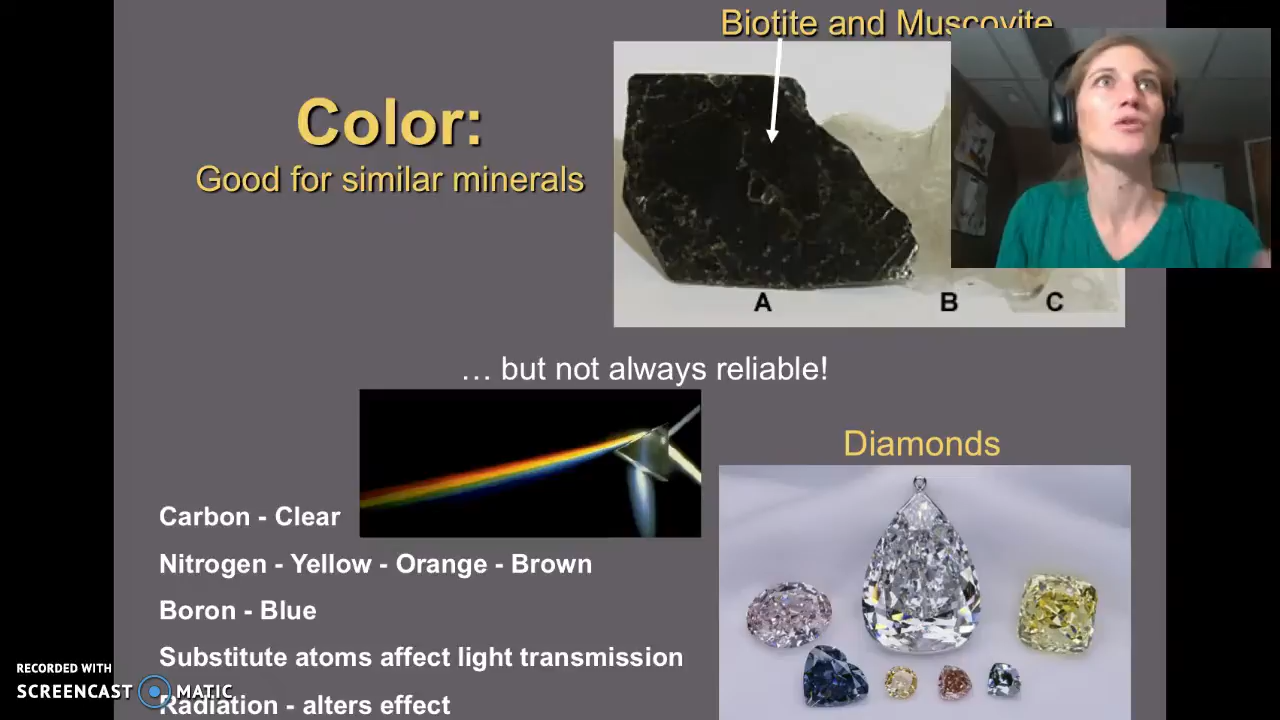 Biotite and Muscovite
Color:
Good for similar minerals
A B C
… but not always reliable!
Diamonds
Carbon - Clear
Nitrogen - Yellow - Orange - Brown
Boron - Blue
Substitute atoms affect light transmission
Radiation - alters effect
RECORDED WITH
SCREENCAST MATIC